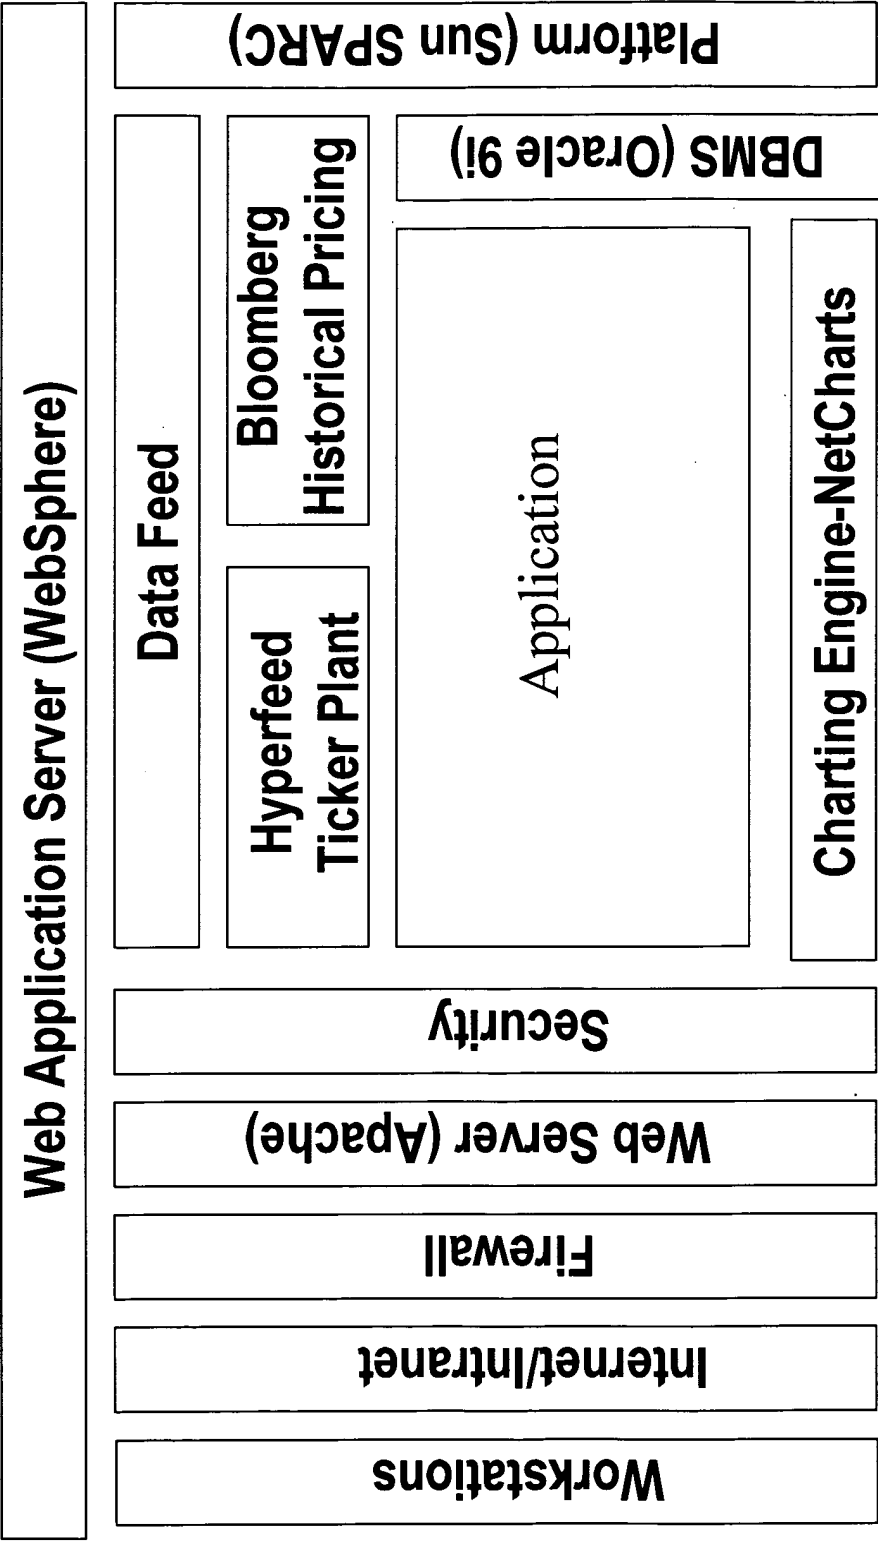 Web Application Server (WebSphere)
Workstations
Internet/Intranet
Firewall
Web Server (Apache)
Security
Data Feed
Hyperfeed
Ticker Plant
Bloomberg
Historical Pricing
Application
Charting Engine-NetCharts
DBMS (Oracle 9i)
Platform (Sun SPARC)